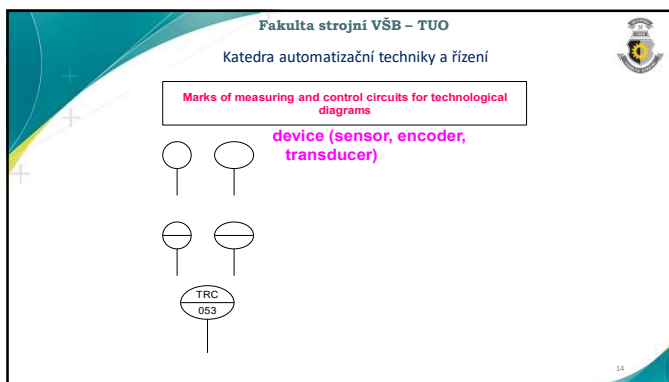 Fakulta strojní VŠB – TUO
Katedra automatizační techniky a řízení
Marks of measuring and control circuits for technological
diagrams
device (sensor, encoder,
transducer)
TRC
053
14